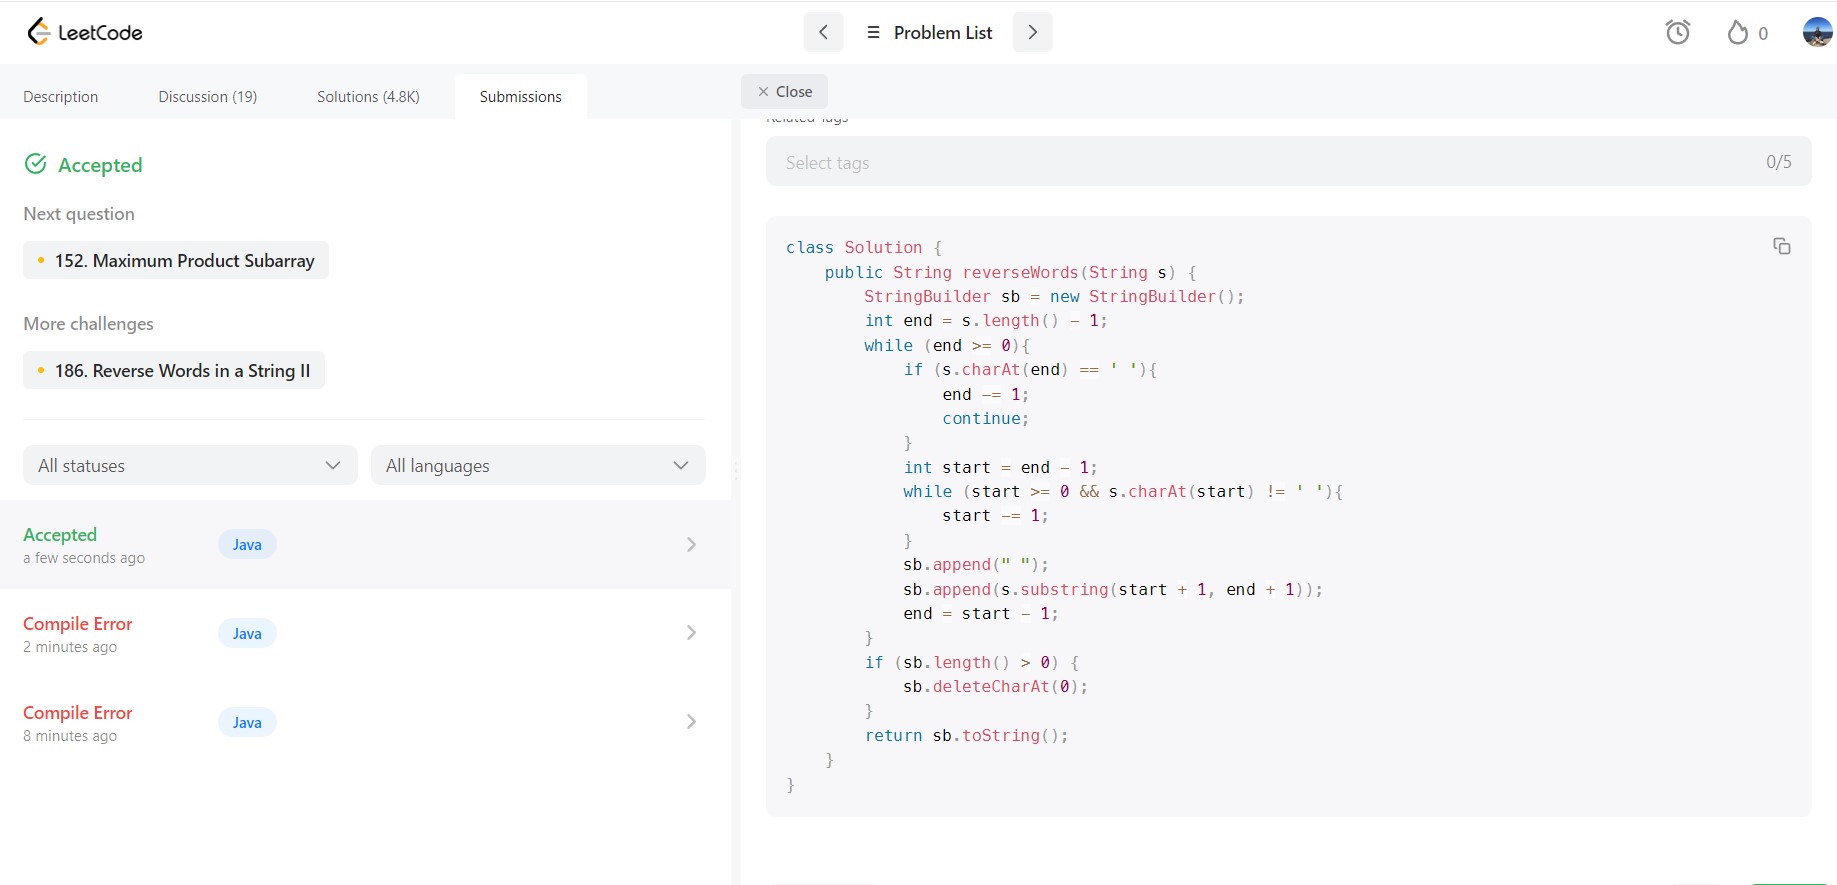 LeetCode
Problem List
0
Description
Discussion (19)
Solutions (4.8K)
Submissions
Close
Related Tags
Accepted
Next question
152. Maximum Product Subarray
More challenges
186. Reverse Words in a String II
All statuses
All languages
Accepted
a few seconds ago
Java
Compile Error
2 minutes ago
Java
Compile Error
8 minutes ago
Java
Select tags
0/5
class Solution {
    public String reverseWords(String s) {
        StringBuilder sb = new StringBuilder();
        int end = s.length() - 1;
        while (end >= 0){
            if (s.charAt(end) == ' '){
                end -= 1;
                continue;
            }
            int start = end - 1;
            while (start >= 0 && s.charAt(start) != ' '){
                start -= 1;
            }
            sb.append(" ");
            sb.append(s.substring(start + 1, end + 1));
            end = start - 1;
        }
        if (sb.length() > 0) {
            sb.deleteCharAt(0);
        }
        return sb.toString();
    }
}